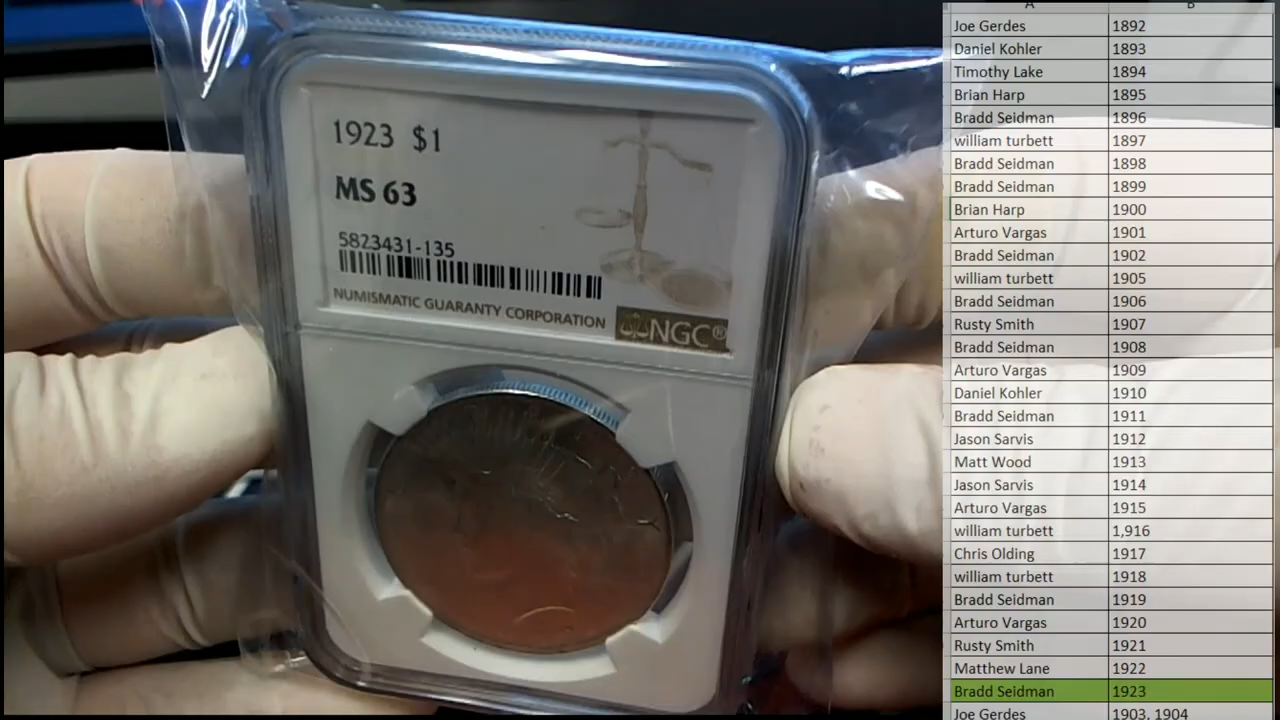 1923 $1
MS 63
5823431-135
NUMISMATIC GUARANTY CORPORATION
NGC®
A B
Joe Gerdes 1892
Daniel Kohler 1893
Timothy Lake 1894
Brian Harp 1895
Bradd Seidman 1896
william turbett 1897
Bradd Seidman 1898
Bradd Seidman 1899
Brian Harp 1900
Arturo Vargas 1901
Bradd Seidman 1902
william turbett 1905
Bradd Seidman 1906
Rusty Smith 1907
Bradd Seidman 1908
Arturo Vargas 1909
Daniel Kohler 1910
Bradd Seidman 1911
Jason Sarvis 1912
Matt Wood 1913
Jason Sarvis 1914
Arturo Vargas 1915
william turbett 1,916
Chris Olding 1917
william turbett 1918
Bradd Seidman 1919
Arturo Vargas 1920
Rusty Smith 1921
Matthew Lane 1922
Bradd Seidman 1923
Joe Gerdes 1903, 1904